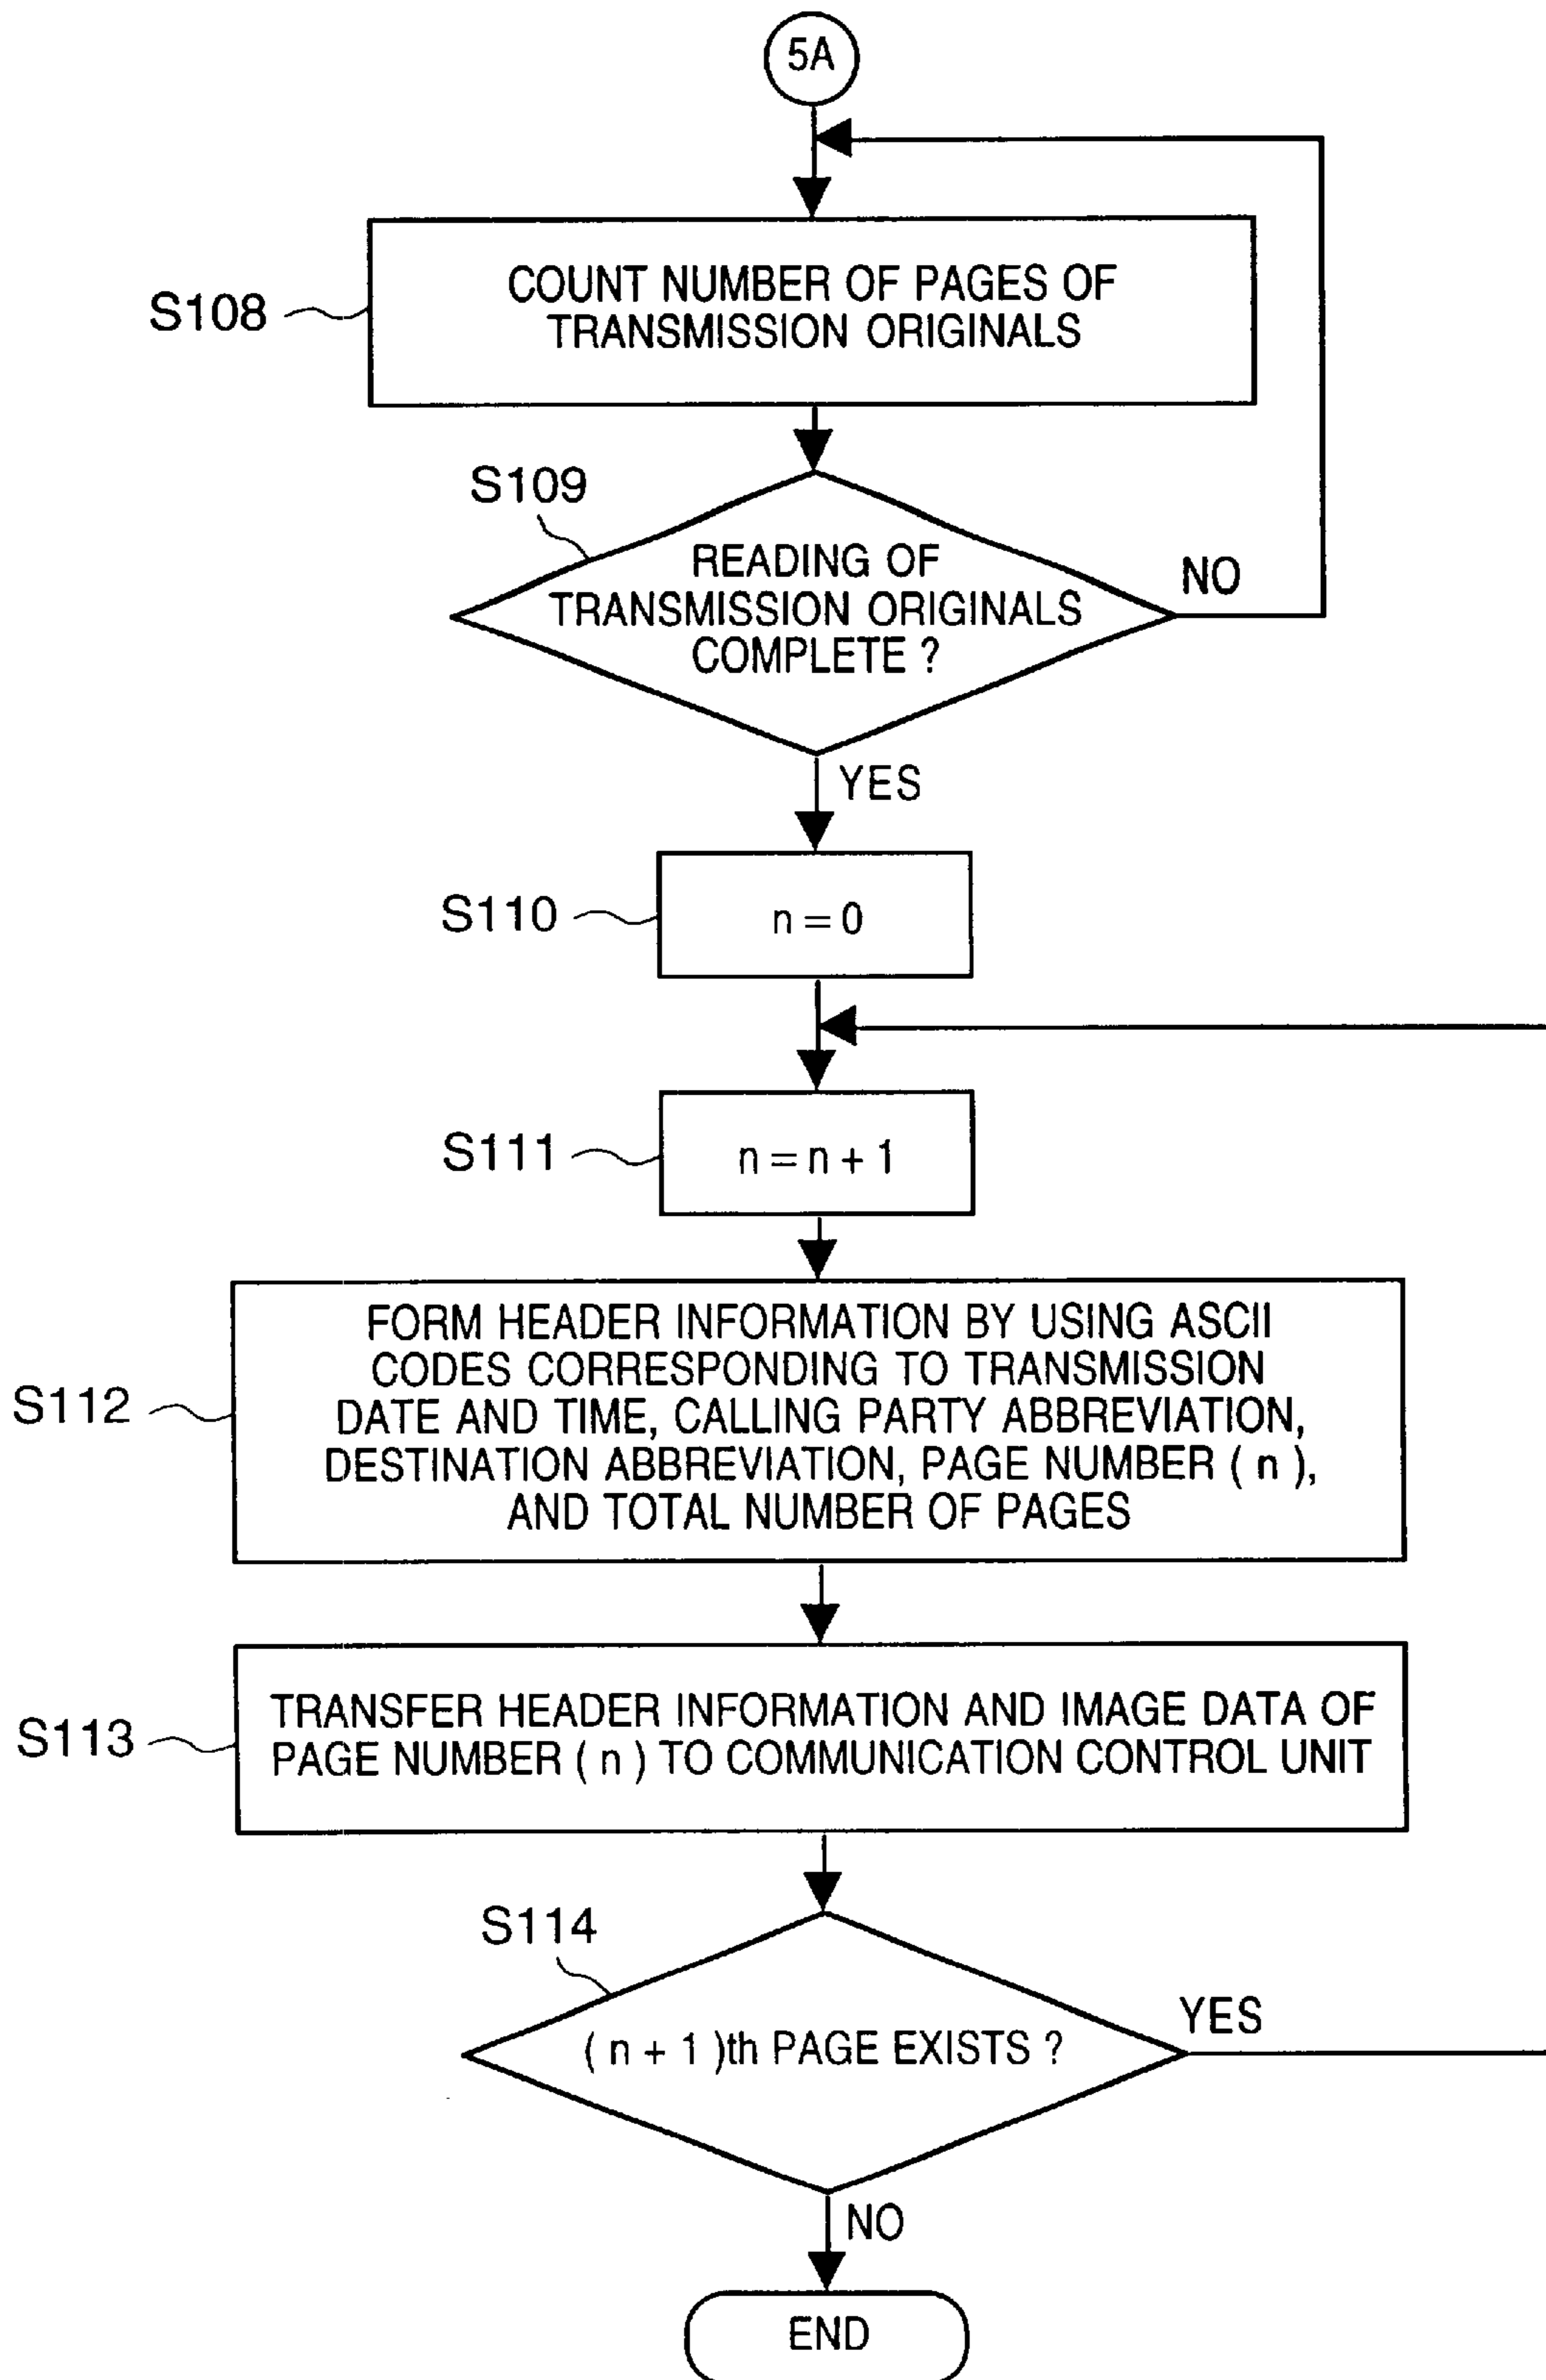 5A
S108
COUNT NUMBER OF PAGES OF
TRANSMISSION ORIGINALS
S109
READING OF
TRANSMISSION ORIGINALS
COMPLETE ?
NO
YES
S110
n = 0
S111
n = n + 1
S112
FORM HEADER INFORMATION BY USING ASCII
CODES CORRESPONDING TO TRANSMISSION
DATE AND TIME, CALLING PARTY ABBREVIATION,
DESTINATION ABBREVIATION, PAGE NUMBER ( n ),
AND TOTAL NUMBER OF PAGES
S113
TRANSFER HEADER INFORMATION AND IMAGE DATA OF
PAGE NUMBER ( n ) TO COMMUNICATION CONTROL UNIT
S114
( n + 1 )th PAGE EXISTS ?
YES
NO
END